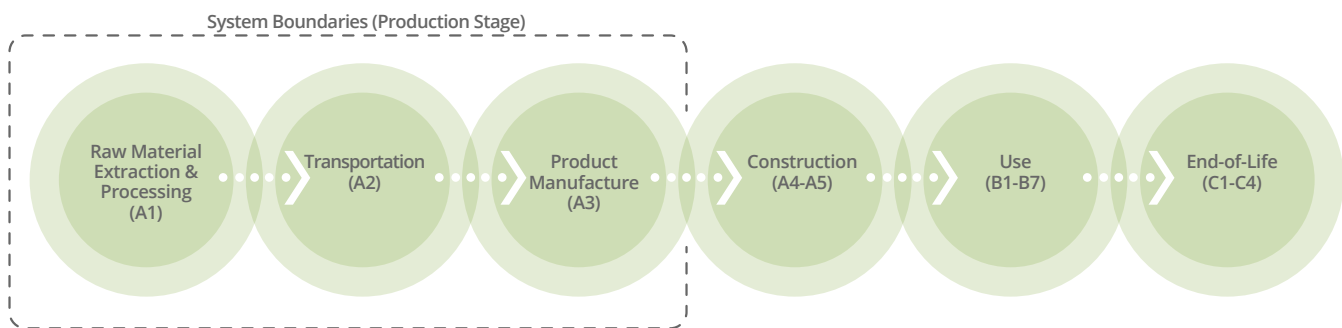 System Boundaries (Production Stage)
Raw Material
Extraction &
Processing
(A1)
Transportation
(A2)
Product
Manufacture
(A3)
Construction
(A4-A5)
Use
(B1-B7)
End-of-Life
(C1-C4)